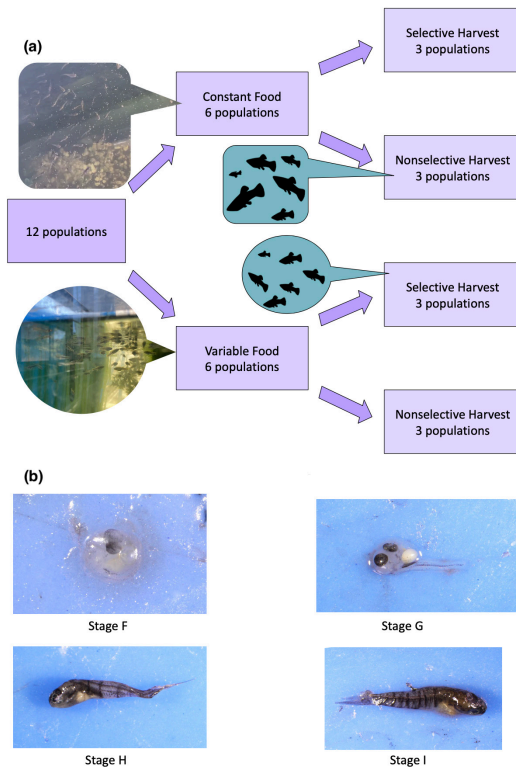 (a)
Selective Harvest
3 populations
Constant Food
6 populations
Nonselective Harvest
3 populations
12 populations
Selective Harvest
3 populations
Variable Food
6 populations
Nonselective Harvest
3 populations
(b)
Stage F
Stage G
Stage H
Stage I